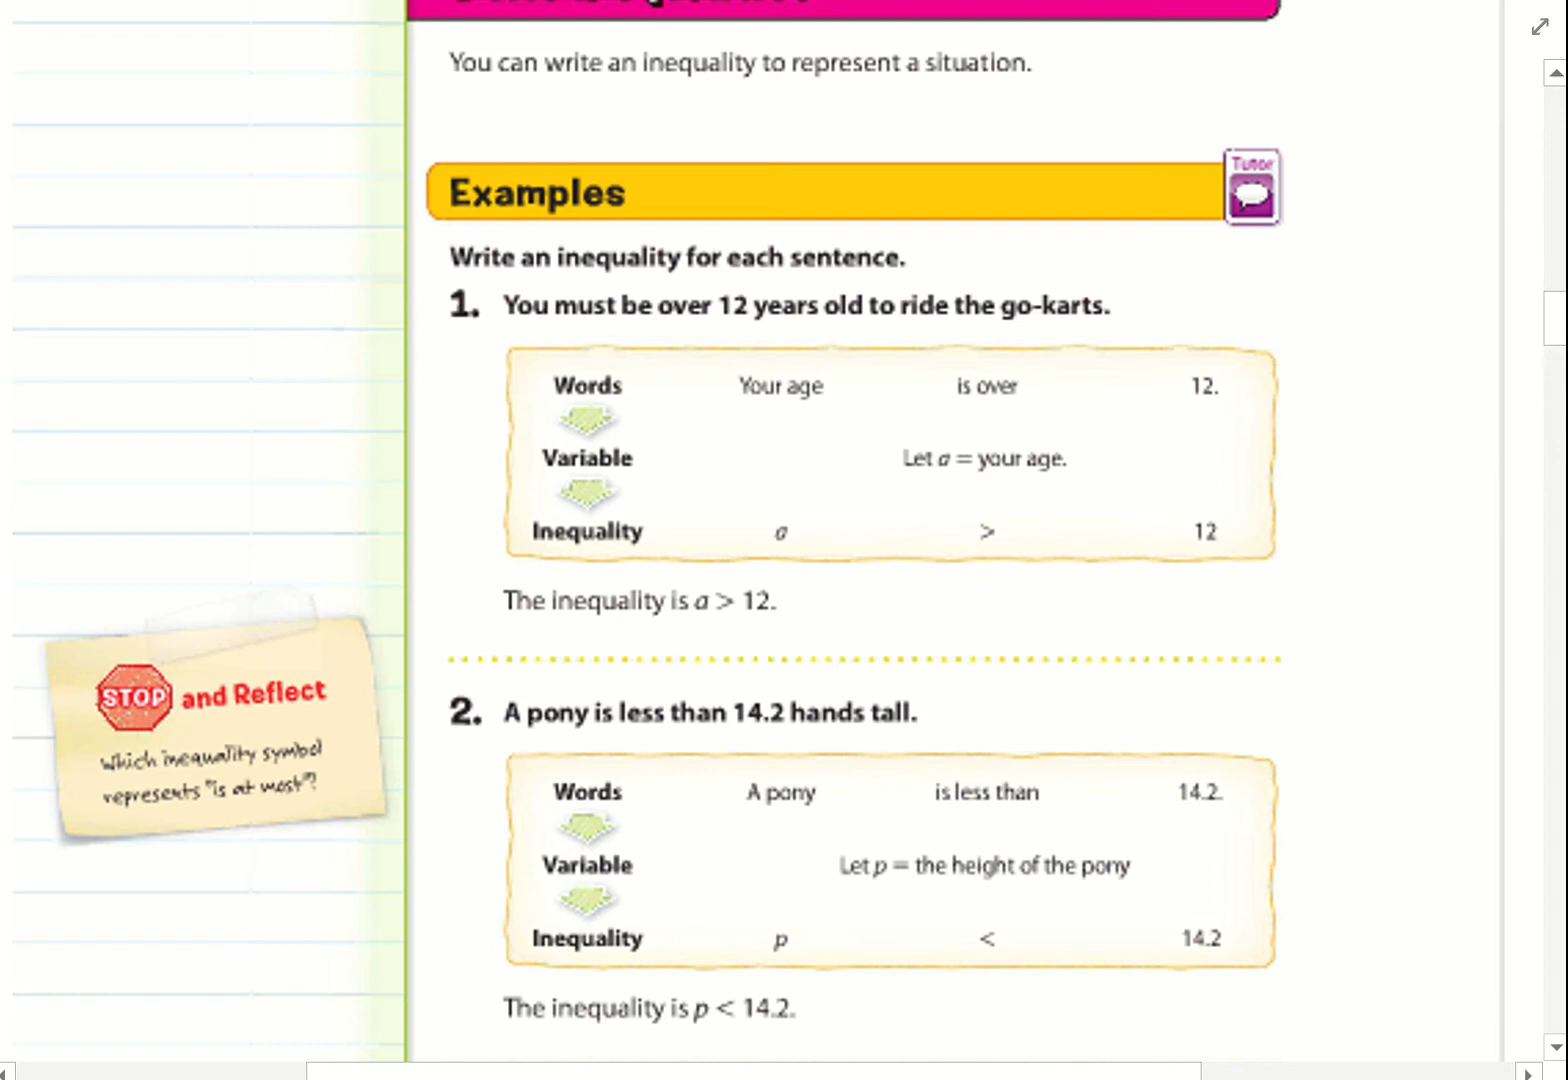 You can write an inequality to represent a situation.
Tutor
Examples
Write an inequality for each sentence.
1. You must be over 12 years old to ride the go-karts.
Words Your age is over 12.
Variable Let a = your age.
Inequality a > 12
The inequality is a > 12.
STOP and Reflect
Which inequality symbol
represents "is at most"?
2. A pony is less than 14.2 hands tall.
Words A pony is less than 14.2.
Variable Let p = the height of the pony
Inequality p < 14.2
The inequality is p < 14.2.